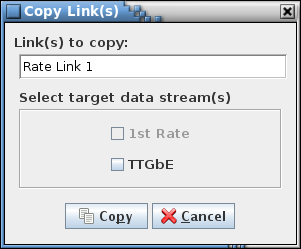 Copy Link(s)
Link(s) to copy:
Rate Link 1
Select target data stream(s)
1st Rate
TTGbE
Copy Cancel